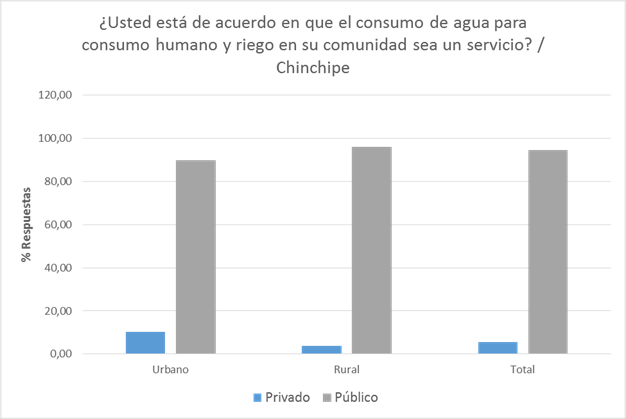 ¿Usted está de acuerdo en que el consumo de agua para
consumo humano y riego en su comunidad sea un servicio? /
Chinchipe
120,00
100,00
80,00
60,00
40,00
20,00
0,00
% Respuestas
Urbano Rural Total
Privado Público